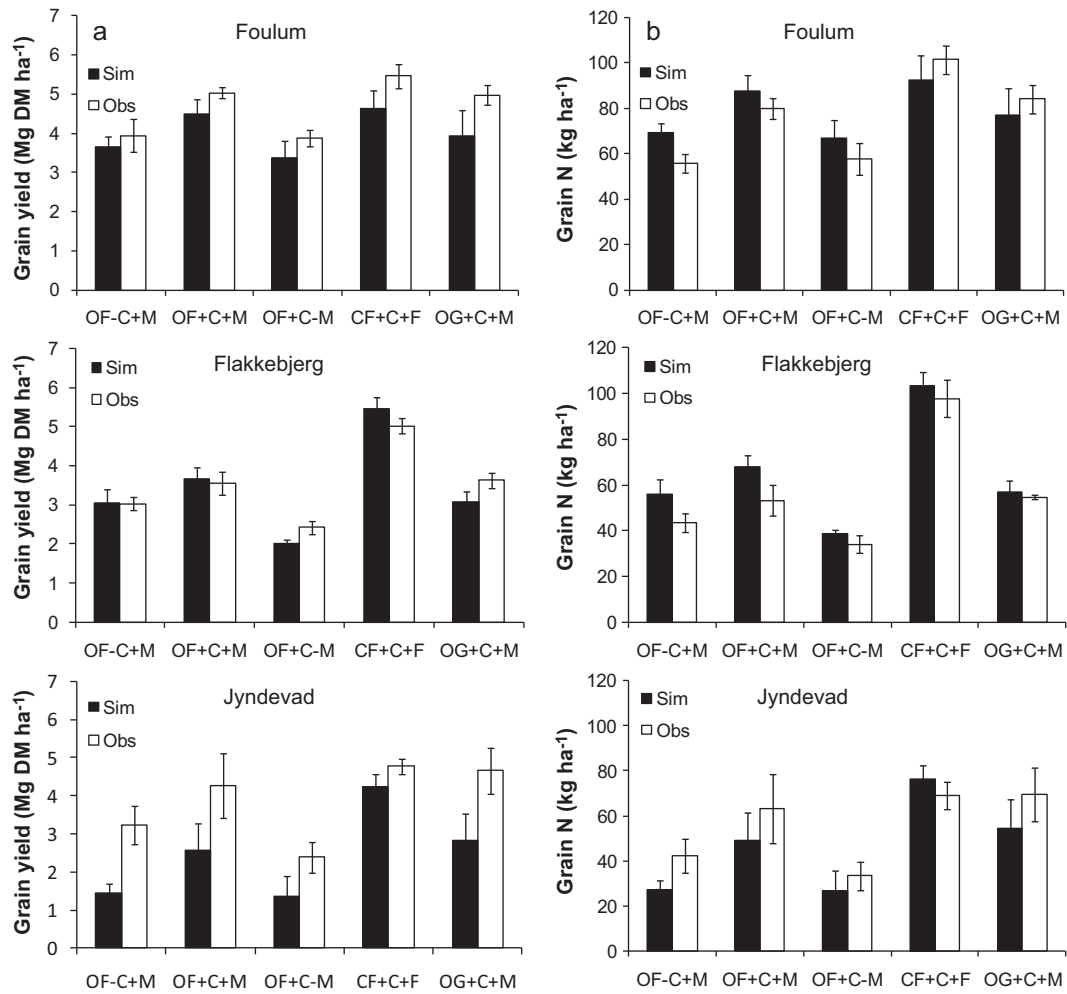 a
Foulum
Sim
Obs
Grain yield (Mg DM ha-1)
7
6
5
4
3
2
1
0
OF-C+M OF+C+M OF+C-M CF+C+F OG+C+M
b
Foulum
Sim
Obs
Grain N (kg ha-1)
120
100
80
60
40
20
0
OF-C+M OF+C+M OF+C-M CF+C+F OG+C+M
Flakkebjerg
Sim
Obs
Grain yield (Mg DM ha-1)
7
6
5
4
3
2
1
0
OF-C+M OF+C+M OF+C-M CF+C+F OG+C+M
Flakkebjerg
Sim
Obs
Grain N (kg ha-1)
120
100
80
60
40
20
0
OF-C+M OF+C+M OF+C-M CF+C+F OG+C+M
Jyndevad
Sim
Obs
Grain yield (Mg DM ha-1)
7
6
5
4
3
2
1
0
OF-C+M OF+C+M OF+C-M CF+C+F OG+C+M
Jyndevad
Sim
Obs
Grain N (kg ha-1)
120
100
80
60
40
20
0
OF-C+M OF+C+M OF+C-M CF+C+F OG+C+M